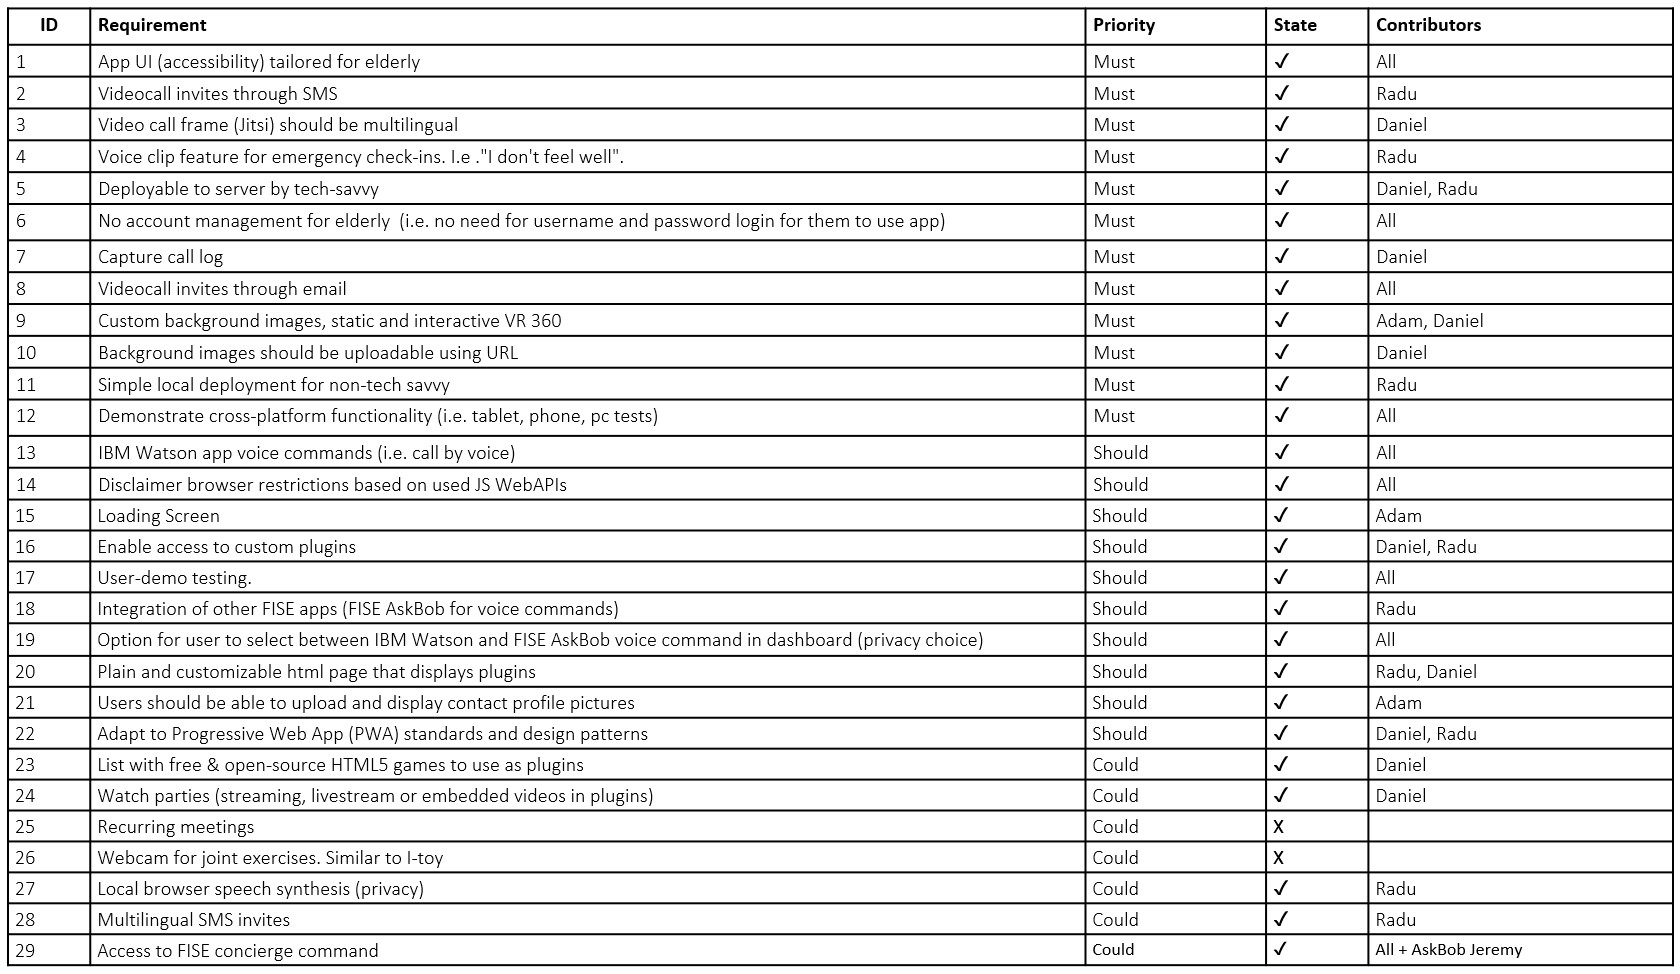 ID Requirement Priority State Contributors
1 App UI (accessibility) tailored for elderly Must ✓ All
2 Videocall invites through SMS Must ✓ Radu
3 Video call frame (Jitsi) should be multilingual Must ✓ Daniel
4 Voice clip feature for emergency check-ins. I.e ."I don't feel well". Must ✓ Radu
5 Deployable to server by tech-savvy Must ✓ Daniel, Radu
6 No account management for elderly  (i.e. no need for username and password login for them to use app) Must ✓ All
7 Capture call log Must ✓ Daniel
8 Videocall invites through email Must ✓ All
9 Custom background images, static and interactive VR 360 Must ✓ Adam, Daniel
10 Background images should be uploadable using URL Must ✓ Daniel
11 Simple local deployment for non-tech savvy Must ✓ Radu
12 Demonstrate cross-platform functionality (i.e. tablet, phone, pc tests) Must ✓ All
13 IBM Watson app voice commands (i.e. call by voice) Should ✓ All
14 Disclaimer browser restrictions based on used JS WebAPIs Should ✓ All
15 Loading Screen Should ✓ Adam
16 Enable access to custom plugins Should ✓ Daniel, Radu
17 User-demo testing. Should ✓ All
18 Integration of other FISE apps (FISE AskBob for voice commands) Should ✓ Radu
19 Option for user to select between IBM Watson and FISE AskBob voice command in dashboard (privacy choice) Should ✓ All
20 Plain and customizable html page that displays plugins Should ✓ Radu, Daniel
21 Users should be able to upload and display contact profile pictures Should ✓ Adam
22 Adapt to Progressive Web App (PWA) standards and design patterns Should ✓ Daniel, Radu
23 List with free & open-source HTML5 games to use as plugins Could ✓ Daniel
24 Watch parties (streaming, livestream or embedded videos in plugins) Could ✓ Daniel
25 Recurring meetings Could X
26 Webcam for joint exercises. Similar to I-toy Could X
27 Local browser speech synthesis (privacy) Could ✓ Radu
28 Multilingual SMS invites Could ✓ Radu
29 Access to FISE concierge command Could ✓ All + AskBob Jeremy